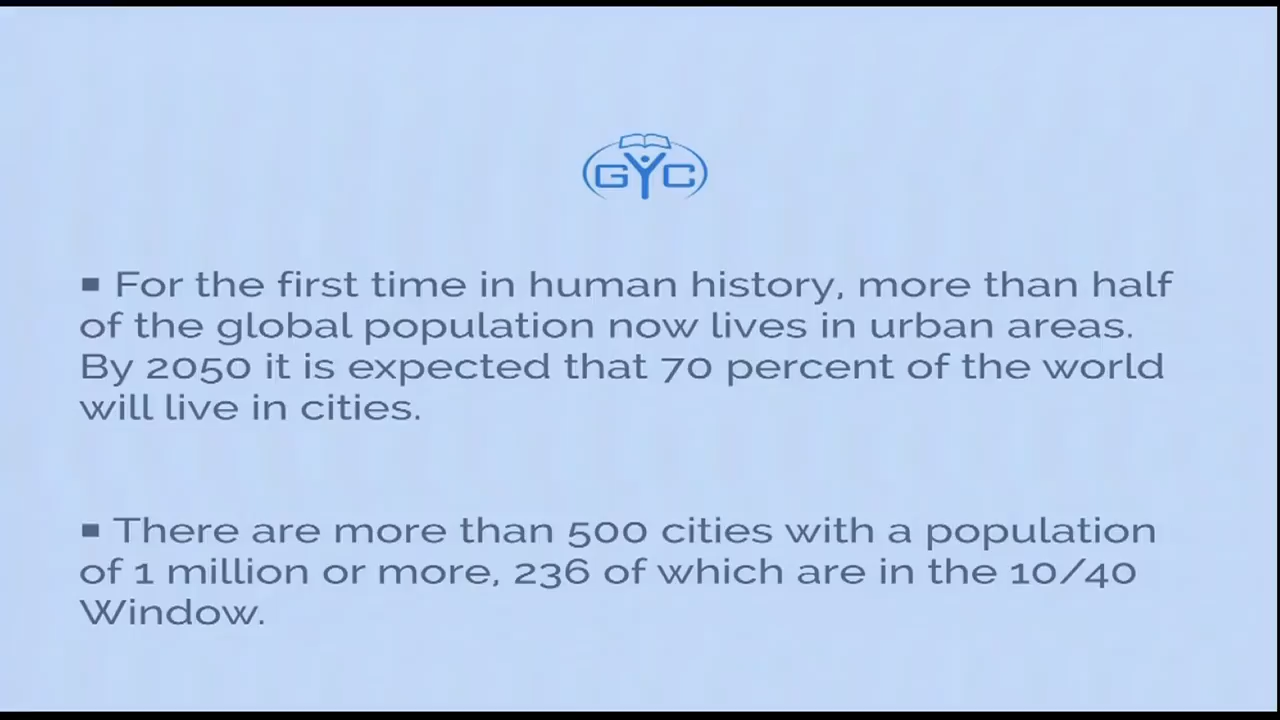 GYC
▪ For the first time in human history, more than half
of the global population now lives in urban areas.
By 2050 it is expected that 70 percent of the world
will live in cities.
▪ There are more than 500 cities with a population
of 1 million or more, 236 of which are in the 10/40
Window.